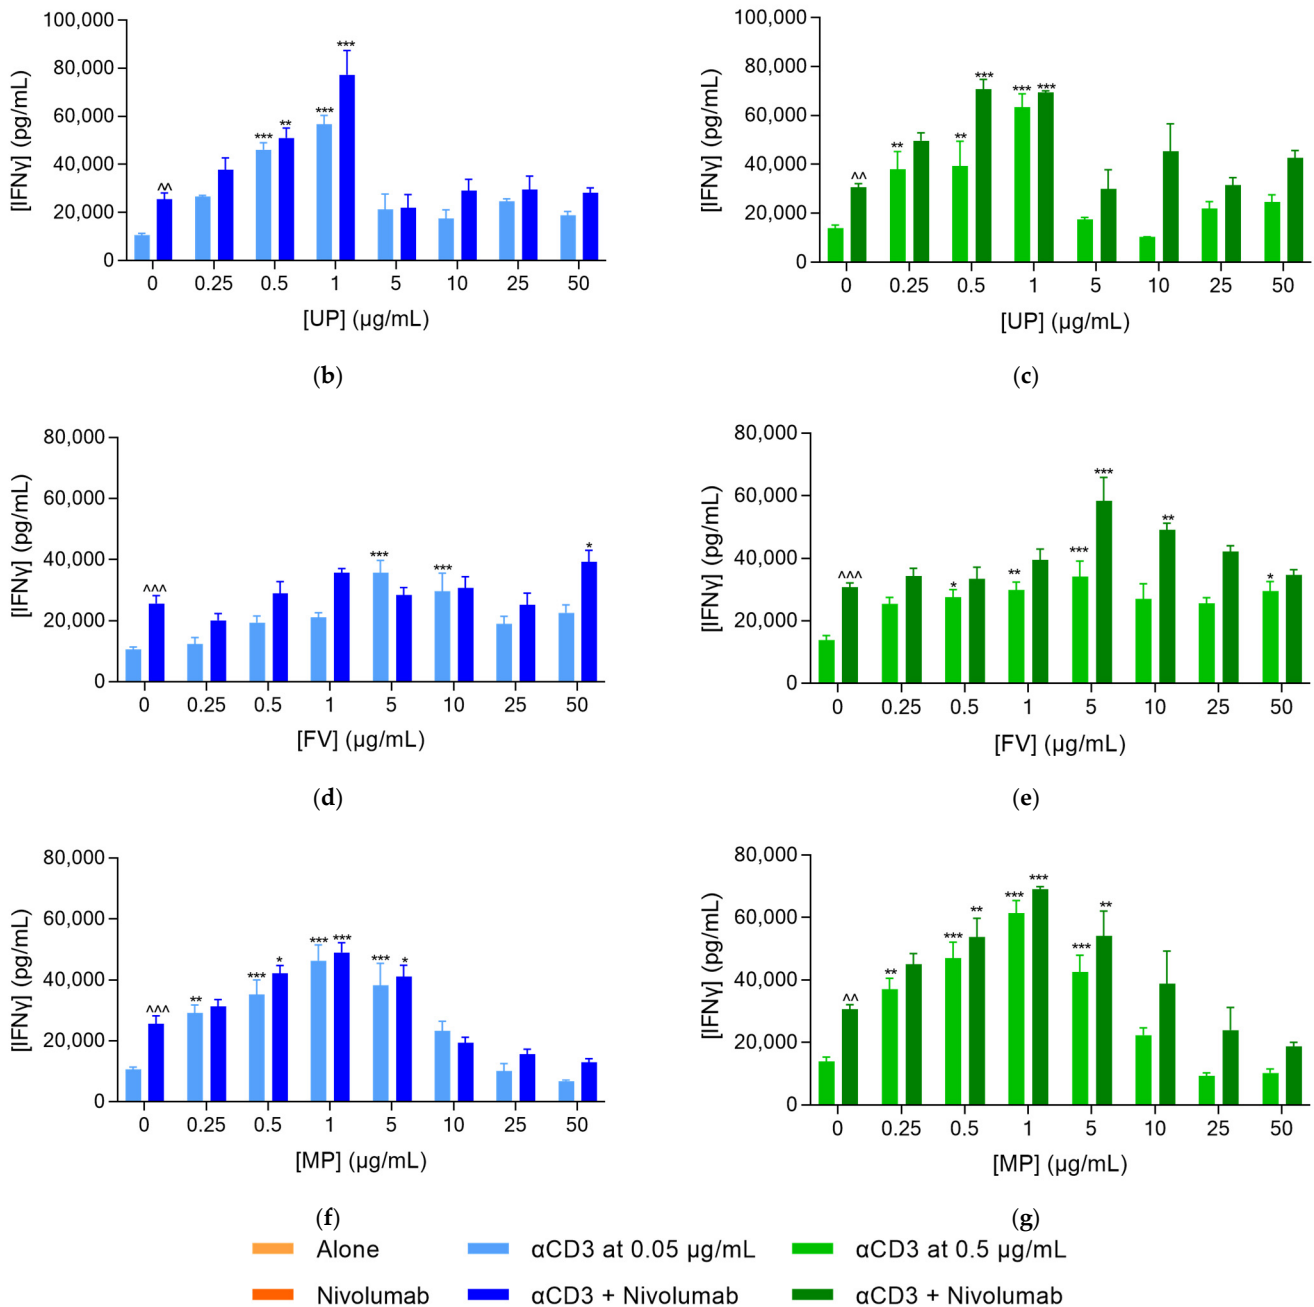 100,000
80,000
60,000
40,000
20,000
0
[IFNγ] (pg/mL)
^^
***
**
***
***
0 0.25 0.5 1 5 10 25 50
[UP] (µg/mL)
(b)
100,000
80,000
60,000
40,000
20,000
0
[IFNγ] (pg/mL)
^^
**
**
***
***
***
0 0.25 0.5 1 5 10 25 50
[UP] (µg/mL)
(c)
80,000
60,000
40,000
20,000
0
[IFNγ] (pg/mL)
^^^
***
***
*
0 0.25 0.5 1 5 10 25 50
[FV] (µg/mL)
(d)
80,000
60,000
40,000
20,000
0
[IFNγ] (pg/mL)
^^^
*
**
***
***
**
*
0 0.25 0.5 1 5 10 25 50
[FV] (µg/mL)
(e)
80,000
60,000
40,000
20,000
0
[IFNγ] (pg/mL)
^^^
**
***
*
***
***
***
*
0 0.25 0.5 1 5 10 25 50
[MP] (µg/mL)
(f)
80,000
60,000
40,000
20,000
0
[IFNγ] (pg/mL)
^^
**
***
**
***
***
***
**
0 0.25 0.5 1 5 10 25 50
[MP] (µg/mL)
(g)
Alone αCD3 at 0.05 µg/mL αCD3 at 0.5 µg/mL
Nivolumab αCD3 + Nivolumab αCD3 + Nivolumab